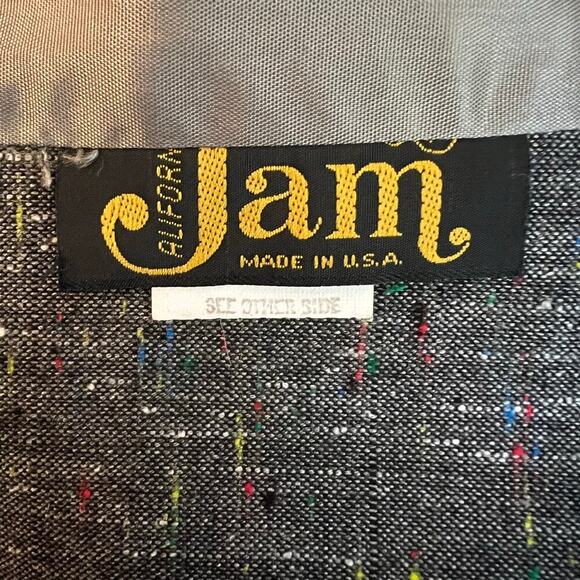 ALIFORN
Jam
MADE IN U.S.A.
SEE OTHER SIDE